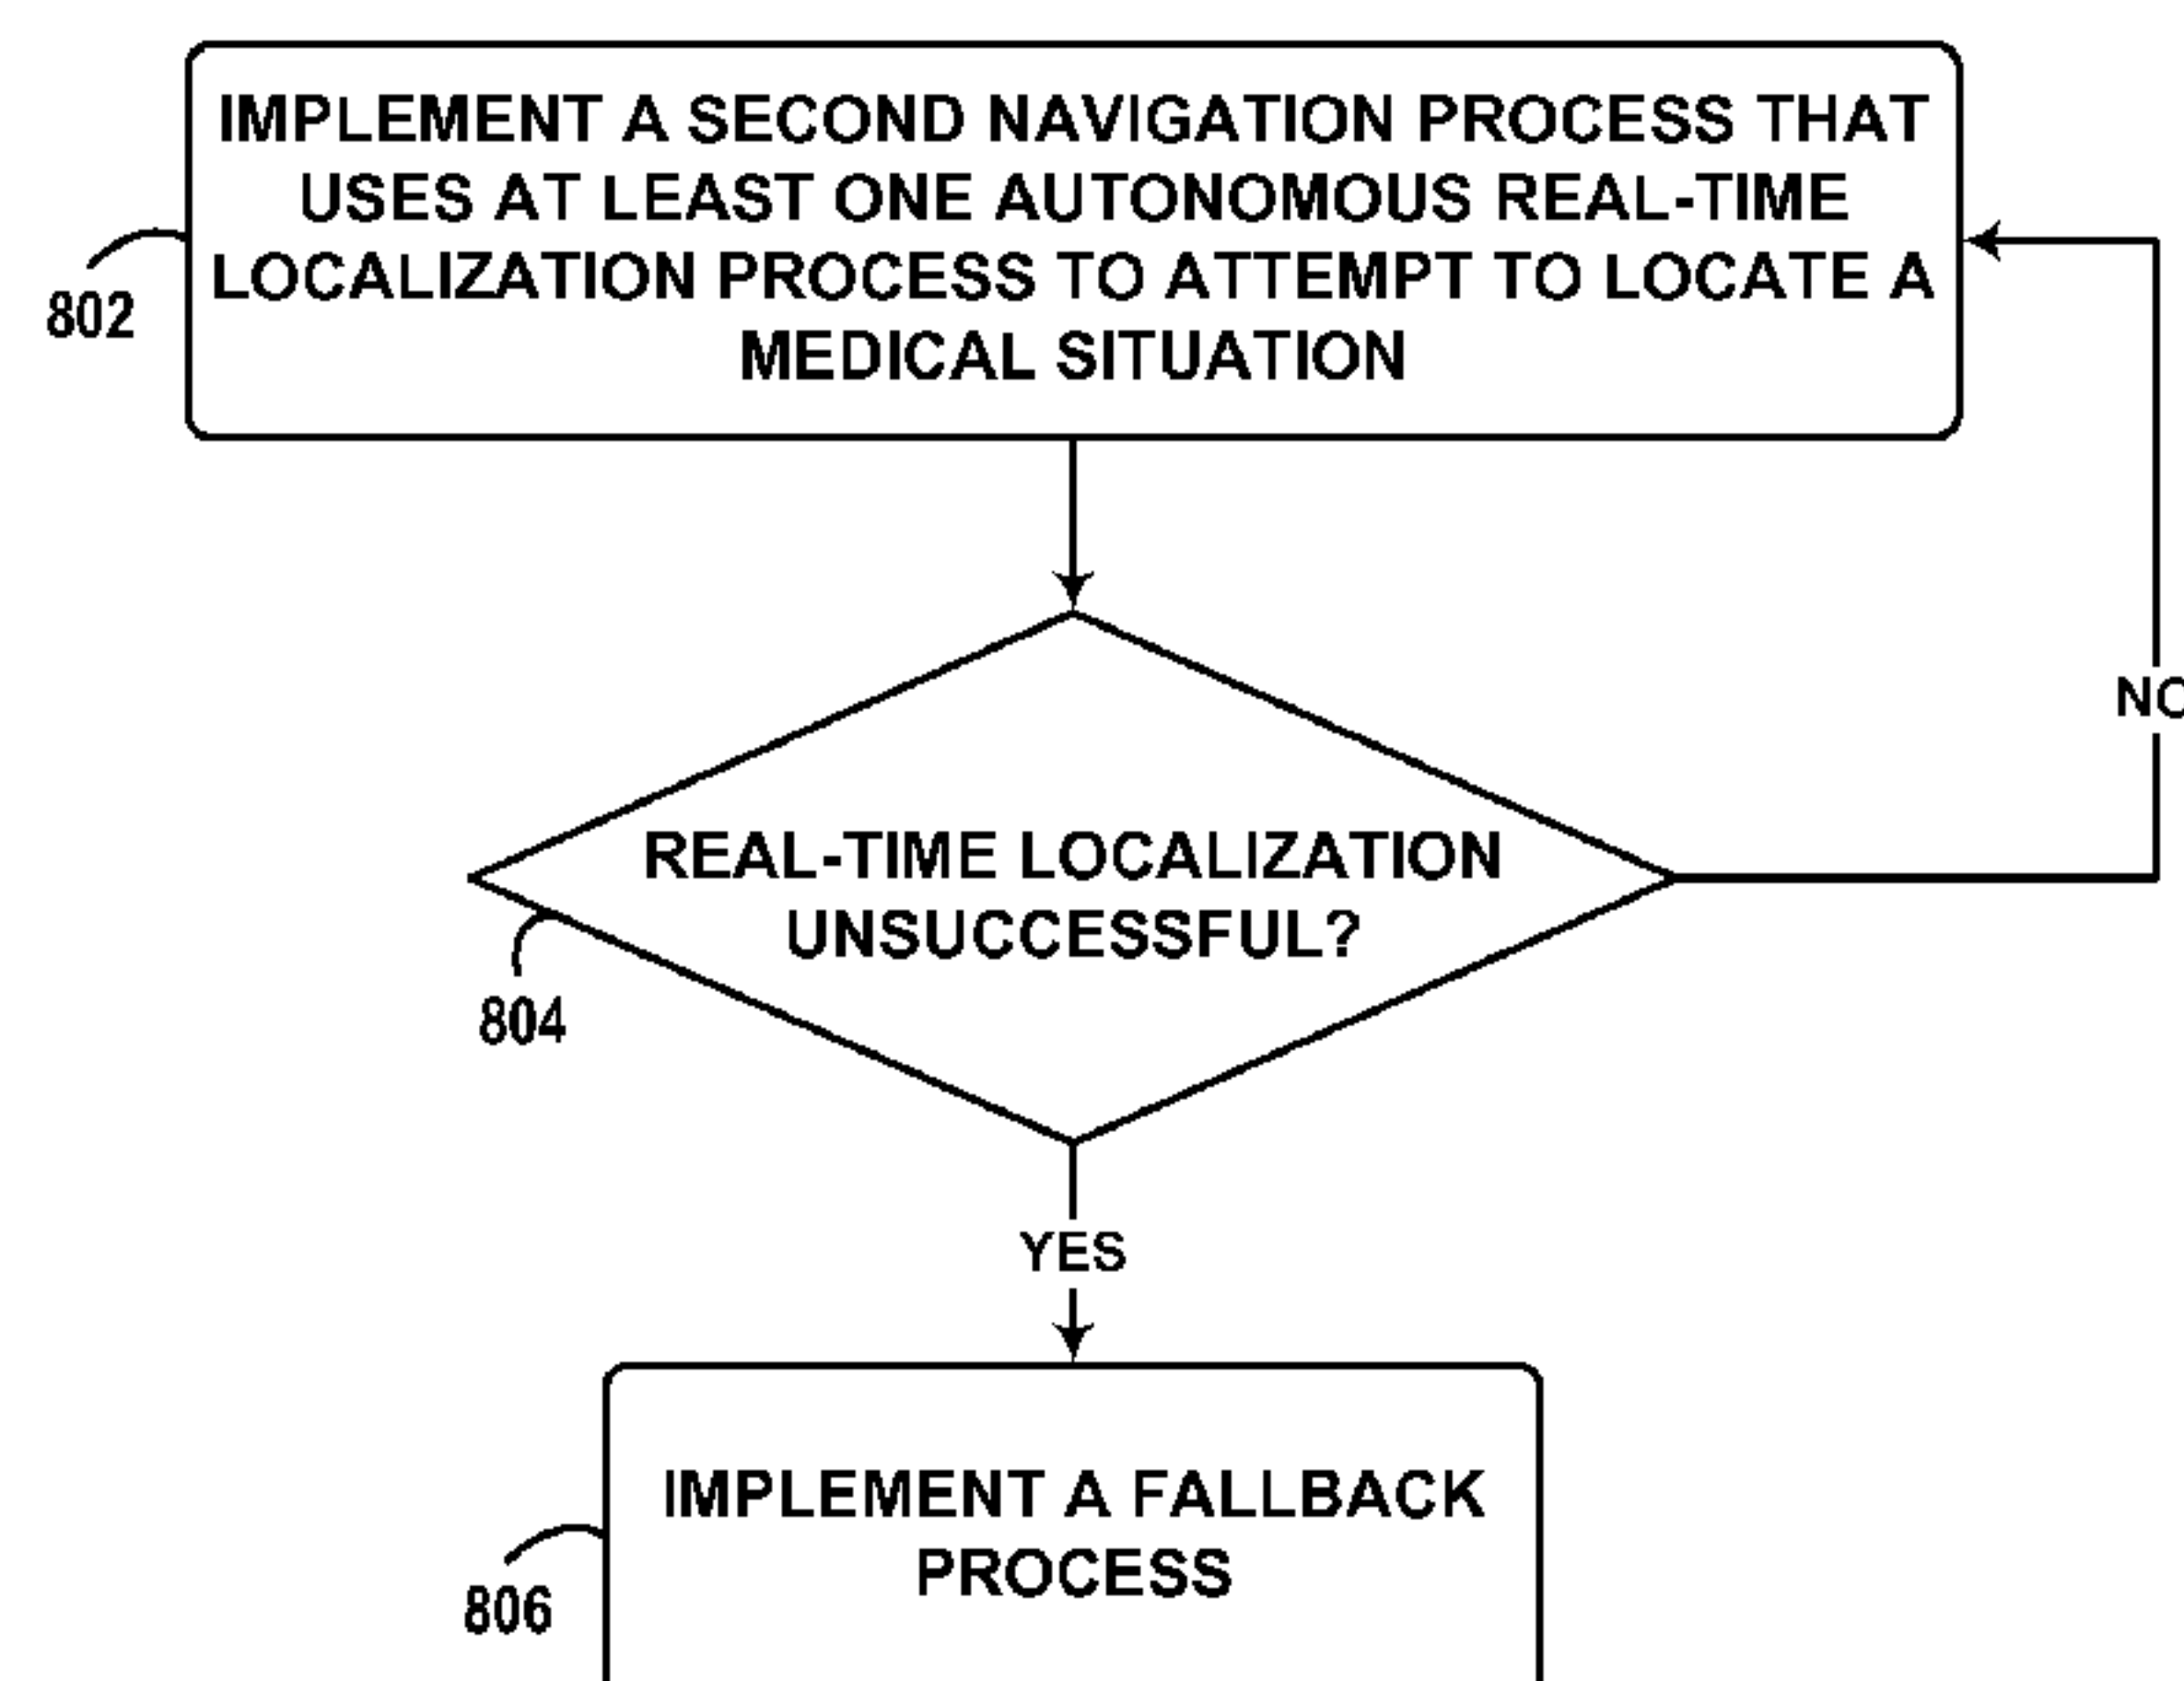 IMPLEMENT A SECOND NAVIGATION PROCESS THAT
USES AT LEAST ONE AUTONOMOUS REAL-TIME
LOCALIZATION PROCESS TO ATTEMPT TO LOCATE A
MEDICAL SITUATION
802
NO
REAL-TIME LOCALIZATION
UNSUCCESSFUL?
804
YES
IMPLEMENT A FALLBACK
PROCESS
806